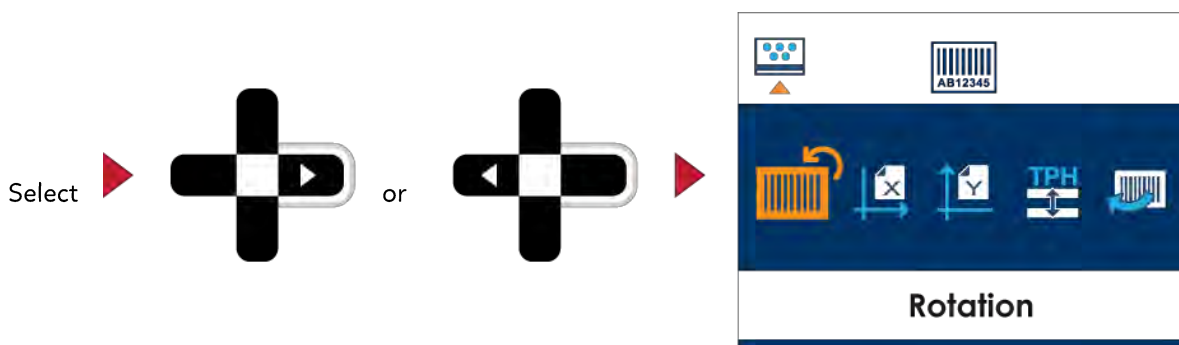 AB12345
X
Y
TPH
Select
or
Rotation